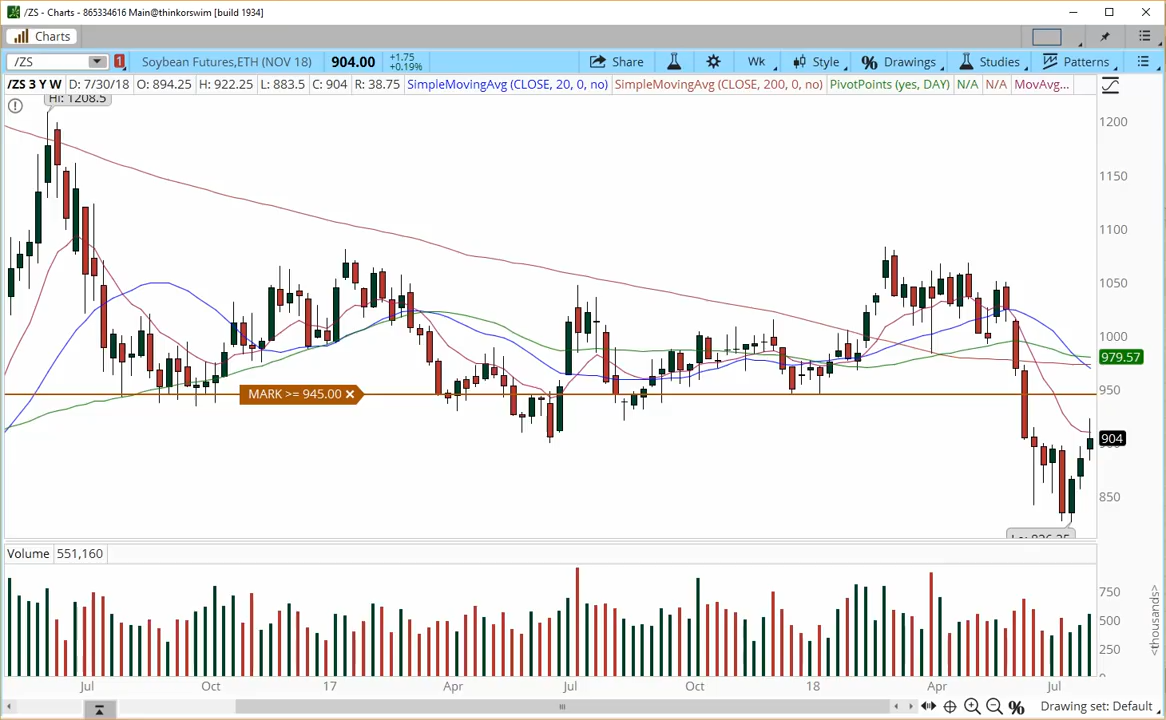 /ZS - Charts - 865334616 Main@thinkorswim [build 1934]
Charts
/ZS 1 Soybean Futures,ETH (NOV 18) 904.00 +1.75 Share Wk Style % Drawings Studies Patterns
+0.19%
/ZS 3 Y W D: 7/30/18 O: 894.25 H: 922.25 L: 883.5 C: 904 R: 38.75 SimpleMovingAvg (CLOSE, 20, 0, no) SimpleMovingAvg (CLOSE, 200, 0, no) PivotPoints (yes, DAY) N/A N/A MovAvg...
Hi: 1208.5
1200
1150
1100
1050
1000
979.57
950
MARK >= 945.00
904
850
Volume 551,160
750
500
250
<thousands>
Jul Oct 17 Apr Jul Oct 18 Apr Jul
% Drawing set: Default